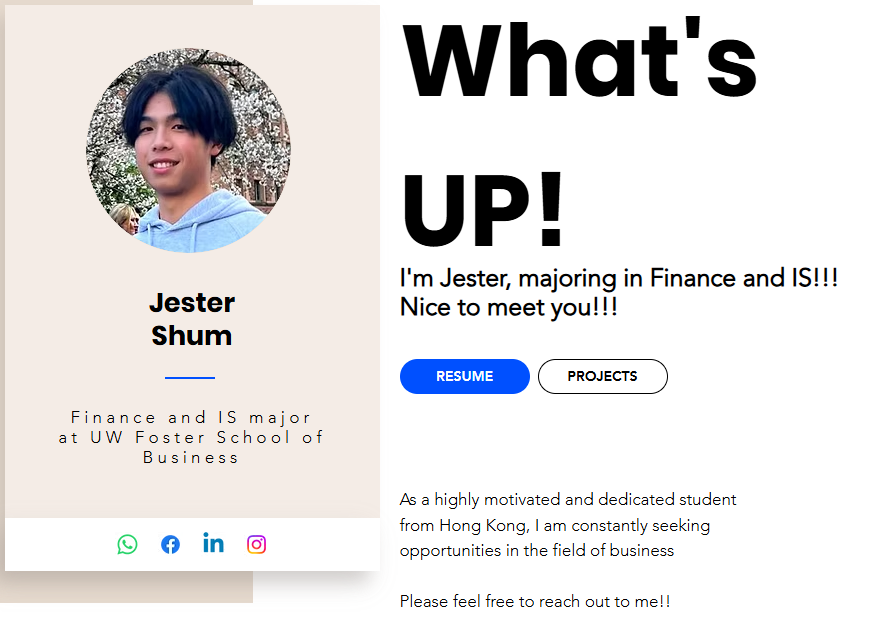 Jester
Shum
Finance and IS major
at UW Foster School of
Business
What's
UP!
I'm Jester, majoring in Finance and IS!!!
Nice to meet you!!!
RESUME
PROJECTS
As a highly motivated and dedicated student
from Hong Kong, I am constantly seeking
opportunities in the field of business
Please feel free to reach out to me!!